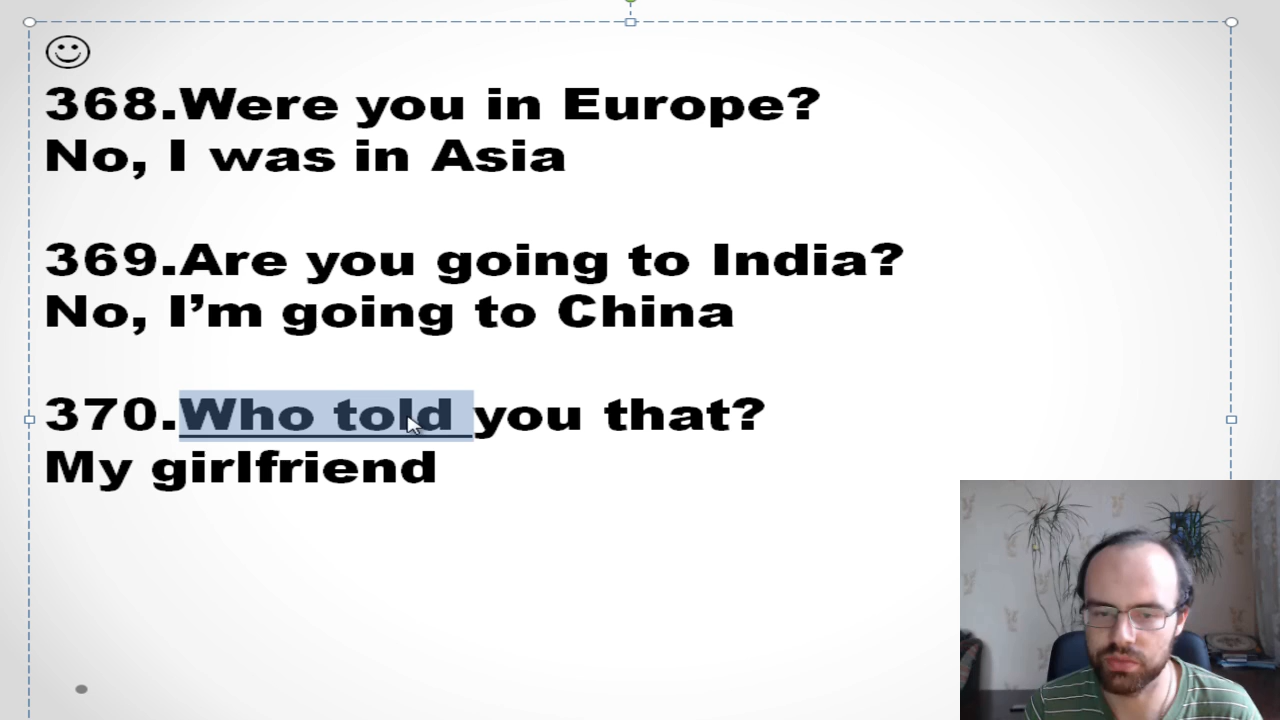 368.Were you in Europe?
No, I was in Asia
369.Are you going to India?
No, I’m going to China
370.Who told you that?
My girlfriend